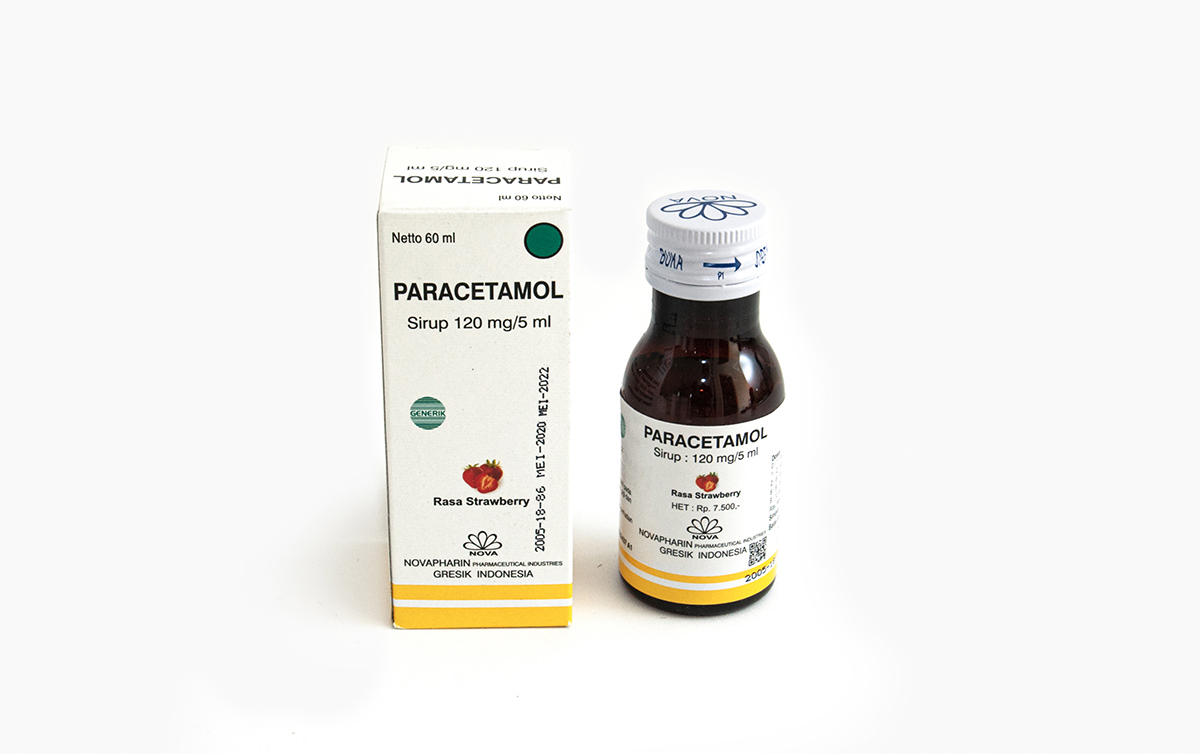 PARACETAMOL
Sirup 120 mg/5 ml
Netto 60 ml
Netto 60 ml
PARACETAMOL
Sirup 120 mg/5 ml
GENERIK
Rasa Strawberry
2005-18-86 MEI-2020 MEI-2022
NOVA
NOVAPHARIN PHARMACEUTICAL INDUSTRIES
GRESIK INDONESIA
NOVA
BUKA
P1
PARACETAMOL
Sirup : 120 mg/5 ml
Rasa Strawberry
HET : Rp. 7.500,-
NOVA
NOVAPHARIN PHARMACEUTICAL INDUSTRIES
GRESIK INDONESIA